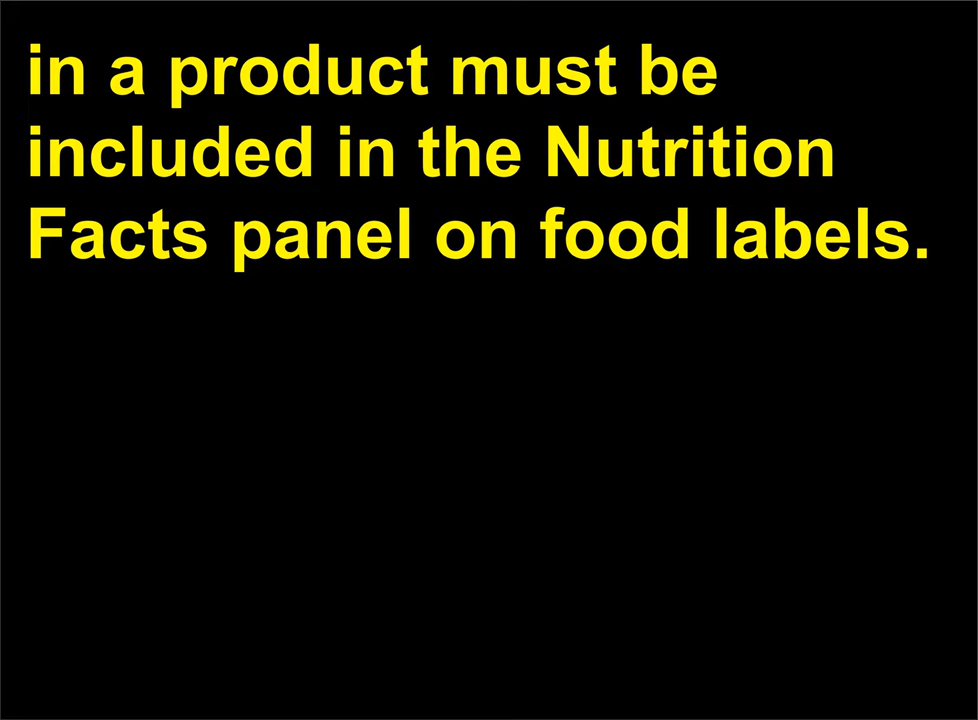 in a product must be
included in the Nutrition
Facts panel on food labels.